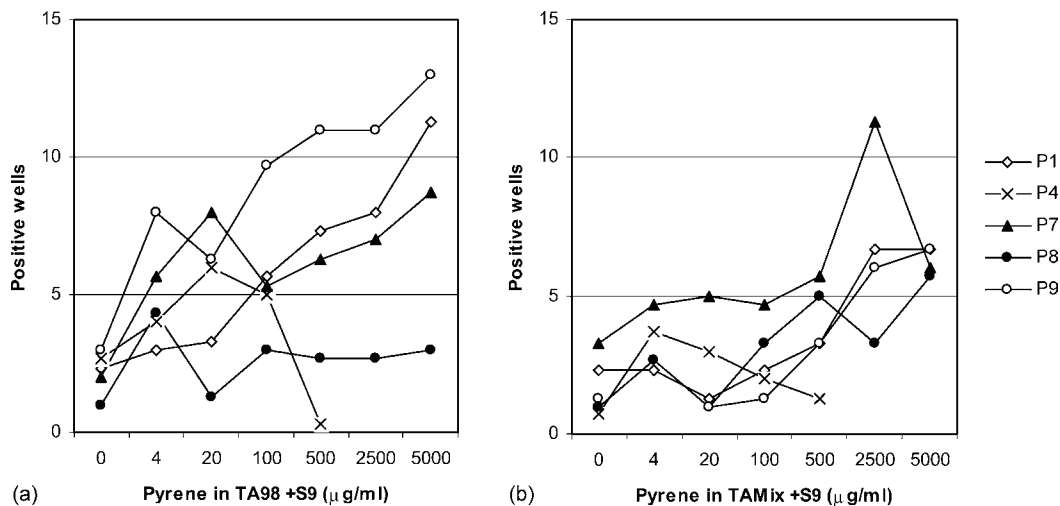 15
10
5
0
Positive wells
0 4 20 100 500 2500 5000
(a) Pyrene in TA98 +S9 (μ g/ml)
15
10
5
0
Positive wells
0 4 20 100 500 2500 5000
(b) Pyrene in TAMix +S9 (μ g/ml)
P1
P4
P7
P8
P9